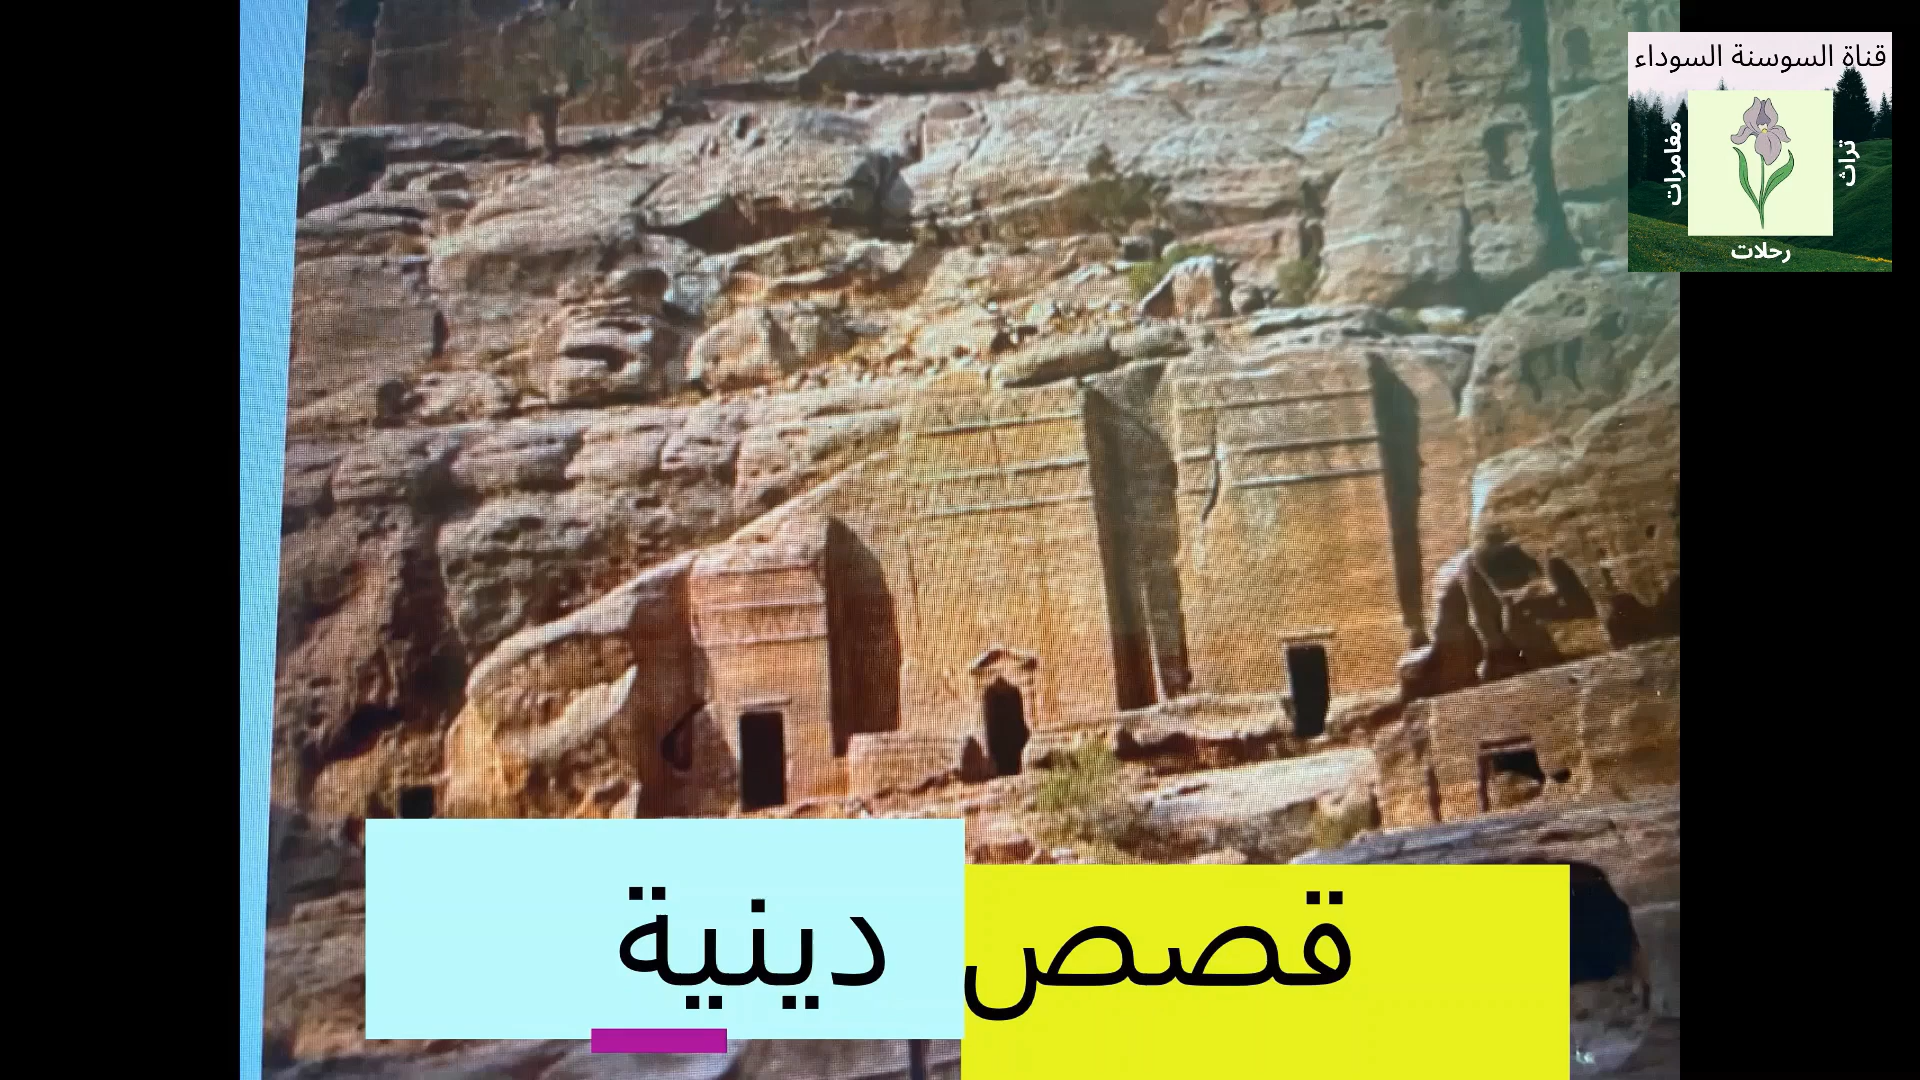 قناة السوسنة السوداء
مغامرات
تراث
رحلات
قصص دينية